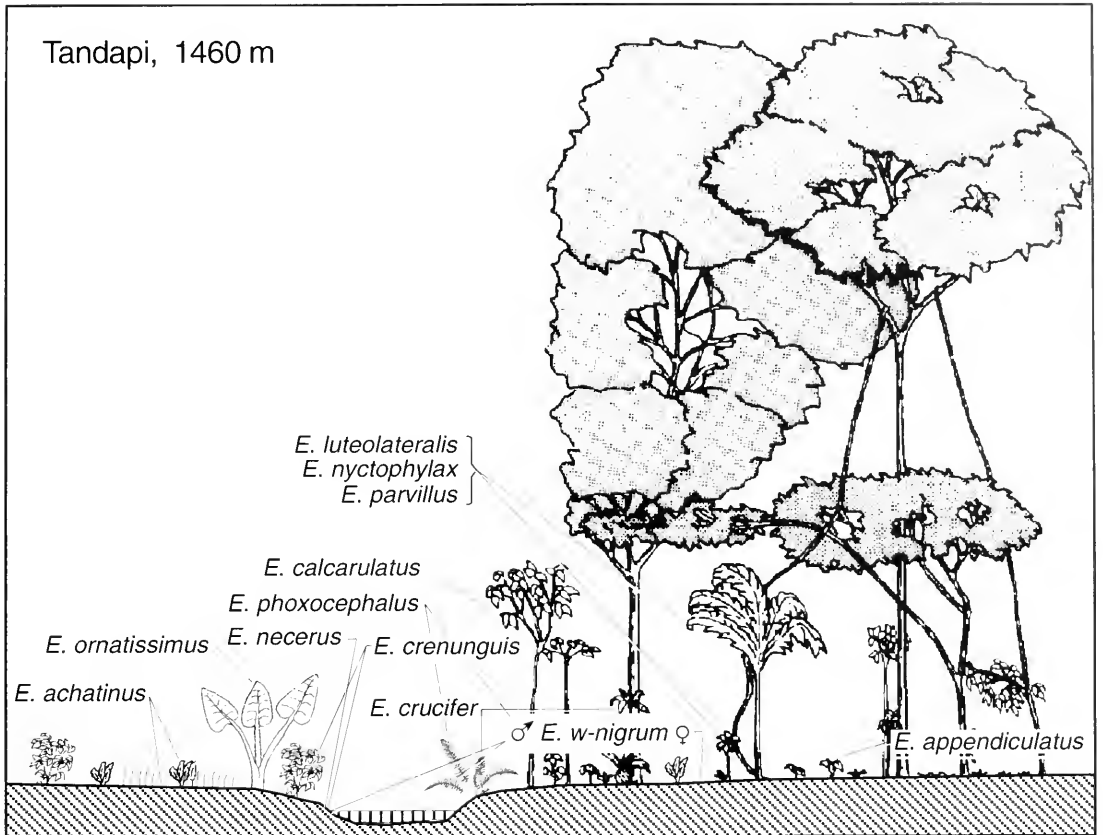 Tandapi, 1460 m
E. luteolateralis
E. nyctophylax
E. parvillus
E. calcarulatus
E. phoxocephalus
E. ornatissimus
E. necerus
E. crenunguis
E. achatinus
E. crucifer
♂ E. w-nigrum ♀
E. appendiculatus